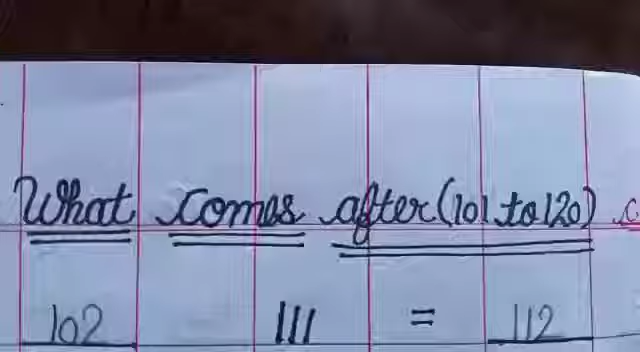 What comes after (101 to 120)
102 111 = 112